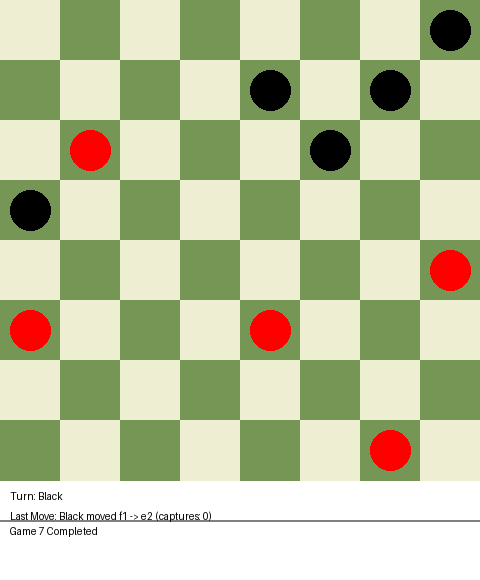 Turn: Black
Last Move: Black moved f1 -> e2 (captures: 0)
Game 7 Completed